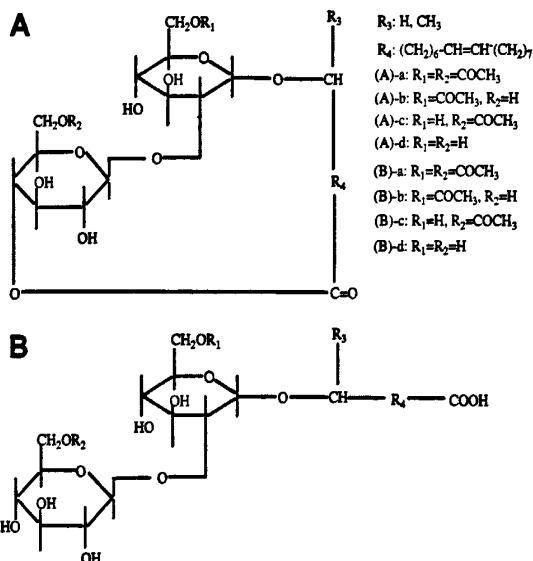 A
CH₂OR₁
R₃
O
OH
HO
O
CH
CH₂OR₂
O
O
OH
OH
R₄
O
C=O
R₃: H, CH₃
R₄: (CH₂)₆-CH=CH-(CH₂)₇
(A)-a: R₁=R₂=COCH₃
(A)-b: R₁=COCH₃, R₂=H
(A)-c: R₁=H, R₂=COCH₃
(A)-d: R₁=R₂=H
(B)-a: R₁=R₂=COCH₃
(B)-b: R₁=COCH₃, R₂=H
(B)-c: R₁=H, R₂=COCH₃
(B)-d: R₁=R₂=H
B
CH₂OR₁
R₃
O
OH
HO
O
CH
R₄
COOH
CH₂OR₂
O
O
OH
OH
HO
OH